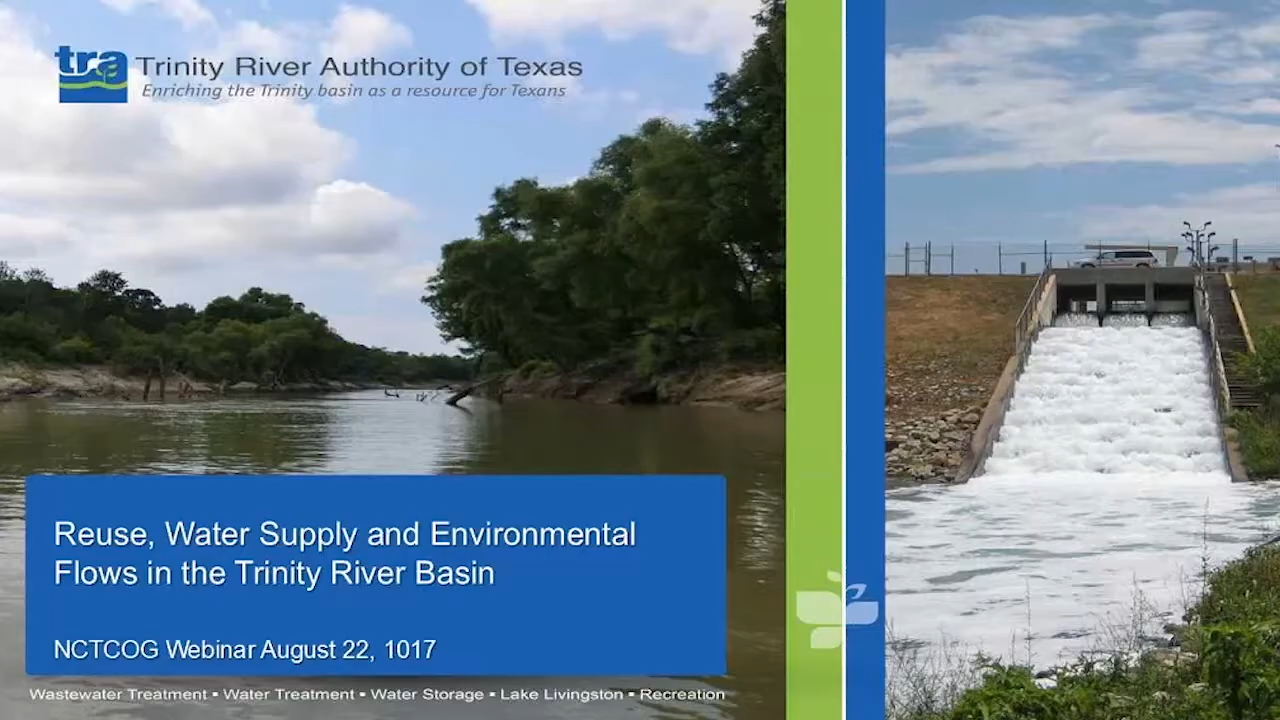 tra
Trinity River Authority of Texas
Enriching the Trinity basin as a resource for Texans
Reuse, Water Supply and Environmental
Flows in the Trinity River Basin
NCTCOG Webinar August 22, 1017
Wastewater Treatment ▪ Water Treatment ▪ Water Storage ▪ Lake Livingston ▪ Recreation